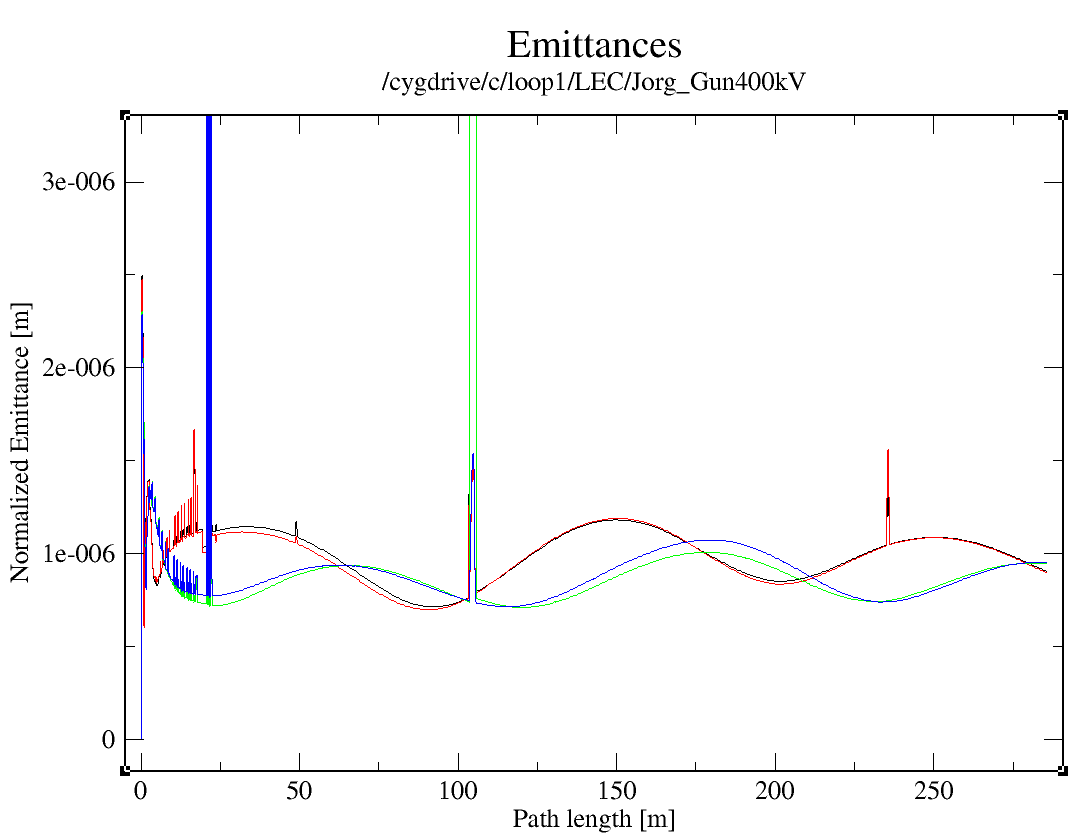 Emittances
/cygdrive/c/loop1/LEC/Jorg_Gun400kV
Normalized Emittance [m]
3e-006
2e-006
1e-006
0
0 50 100 150 200 250
Path length [m]